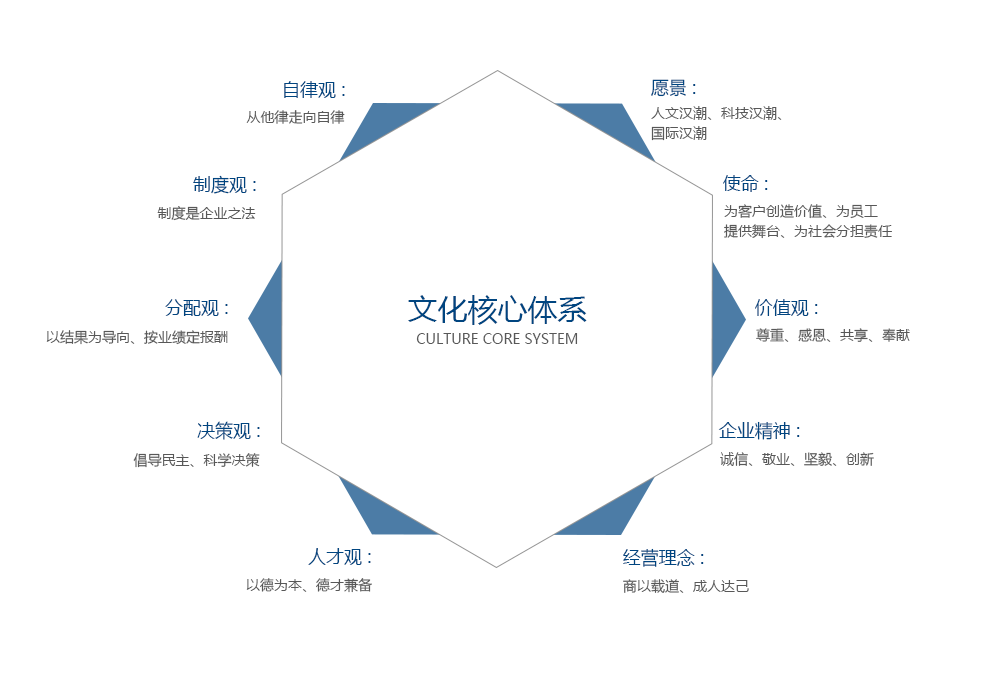 自律观：
从他律走向自律
愿景：
人文汉潮、科技汉潮、
国际汉潮
制度观：
制度是企业之法
使命：
为客户创造价值、为员工
提供舞台、为社会分担责任
分配观：
以结果为导向、按业绩定报酬
文化核心体系
CULTURE CORE SYSTEM
价值观：
尊重、感恩、共享、奉献
决策观：
倡导民主、科学决策
企业精神：
诚信、敬业、坚毅、创新
人才观：
以德为本、德才兼备
经营理念：
商以载道、成人达己